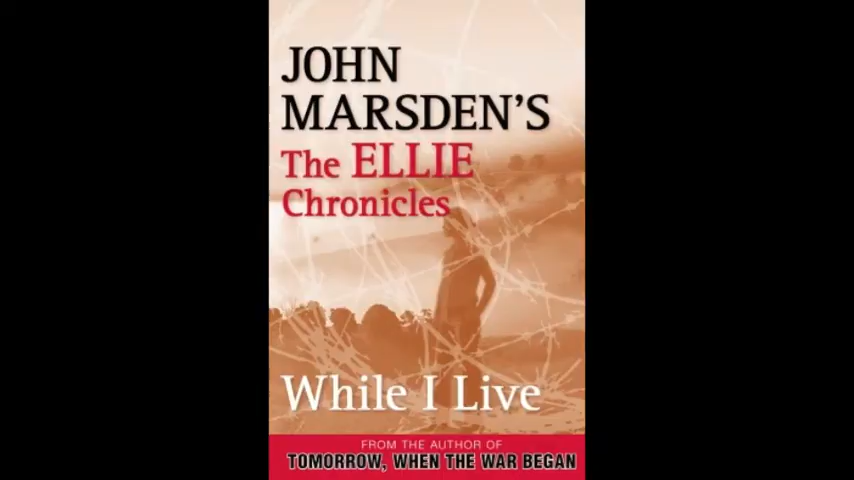 JOHN
MARSDEN'S
The ELLIE
Chronicles
While I Live
FROM THE AUTHOR OF
TOMORROW, WHEN THE WAR BEGAN